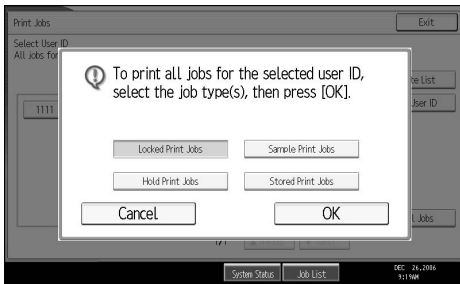 Print Jobs
Exit
Select User ID
All jobs for
To print all jobs for the selected user ID,
select the job type(s), then press [OK].
te List
1111
User ID
Locked Print Jobs
Sample Print Jobs
Hold Print Jobs
Stored Print Jobs
Cancel
OK
l Jobs
1/1
System Status
Job List
DEC 26,2006
9:19AM